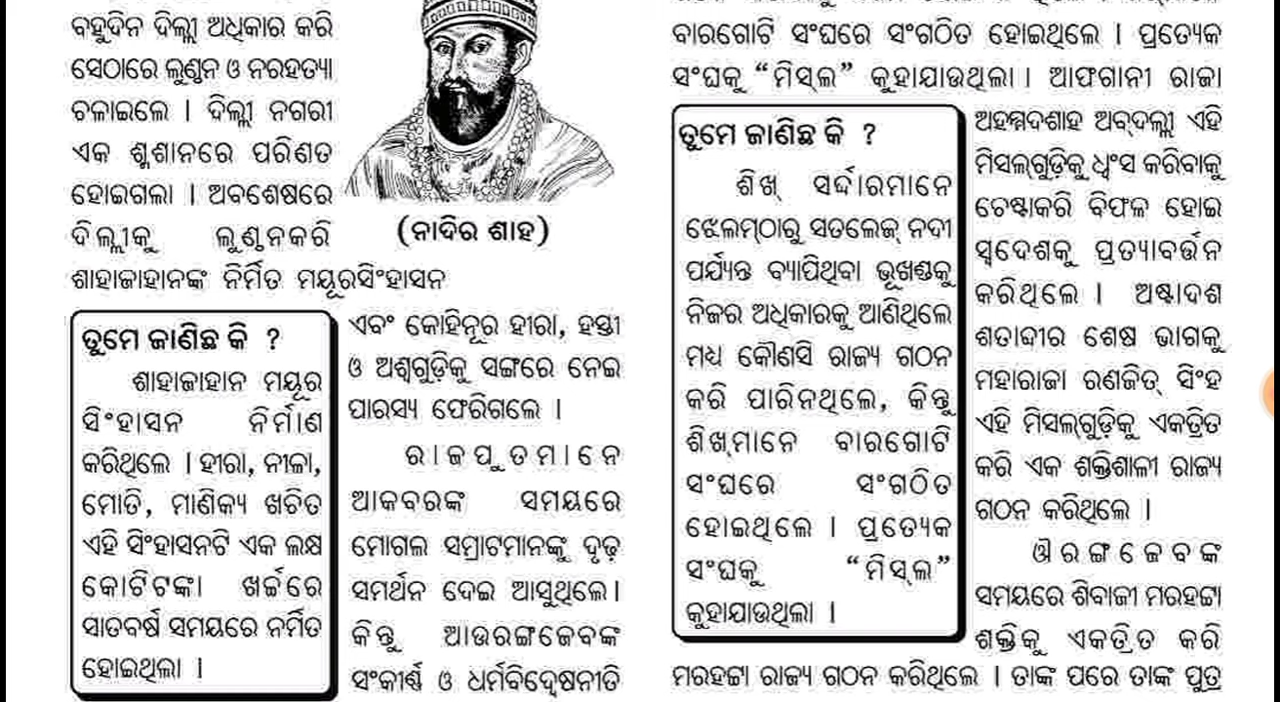 ବହୁଦିନ ଦିଲ୍ଲୀ ଅଧିକାର କରି
ସେଠାରେ ଲୁଣ୍ଠନ ଓ ନରହତ୍ୟା
ଚଳାଇଲେ । ଦିଲ୍ଲୀ ନଗରୀ
ଏକ ଶ୍ମଶାନରେ ପରିଣତ
ହୋଇଗଲା । ଅବଶେଷରେ
ଦିଲ୍ଲୀକୁ ଲୁଣ୍ଠନକରି
(ନାଦିର ଶାହ)
ଶାହାଜାହାନଙ୍କ ନିର୍ମିତ ମୟୂରସିଂହାସନ
ତୁମେ ଜାଣିଛ କି ?
ଶାହାଜାହାନ ମୟୂର
ସିଂହାସନ ନିର୍ମାଣ
କରିଥିଲେ । ହୀରା, ନୀଳା,
ମୋତି, ମାଣିକ୍ୟ ଖଚିତ
ଏହି ସିଂହାସନଟି ଏକ ଲକ୍ଷ
କୋଟିଟଙ୍କା ଖର୍ଚ୍ଚରେ
ସାତବର୍ଷ ସମୟରେ ନିର୍ମିତ
ହୋଇଥିଲା ।
ଏବଂ କୋହିନୂର ହୀରା, ହସ୍ତୀ
ଓ ଅଶ୍ୱଗୁଡ଼ିକୁ ସଙ୍ଗରେ ନେଇ
ପାରସ୍ୟ ଫେରିଗଲେ ।
ରାଜପୁତମାନେ
ଆକବରଙ୍କ ସମୟରେ
ମୋଗଲ ସମ୍ରାଟମାନଙ୍କୁ ଦୃଢ଼
ସମର୍ଥନ ଦେଇ ଆସୁଥିଲେ।
କିନ୍ତୁ ଆଉରଙ୍ଗଜେବଙ୍କ
ସଂକୀର୍ଣ୍ଣ ଓ ଧର୍ମବିଦ୍ୱେଷନୀତି
ବାରଗୋଟି ସଂଘରେ ସଂଗଠିତ ହୋଇଥିଲେ । ପ୍ରତ୍ୟେକ
ସଂଘକୁ “ମିସ୍‌ଲ” କୁହାଯାଉଥିଲା। ଆଫଗାନୀ ରାଜା
ତୁମେ ଜାଣିଛ କି ?
ଶିଖ୍ ସର୍ଦ୍ଦାରମାନେ
ଝେଲମ୍‌ଠାରୁ ସତଲେଜ୍ ନଦୀ
ପର୍ଯ୍ୟନ୍ତ ବ୍ୟାପିଥିବା ଭୂଖଣ୍ଡକୁ
ନିଜର ଅଧିକାରକୁ ଆଣିଥିଲେ
ମଧ୍ୟ କୌଣସି ରାଜ୍ୟ ଗଠନ
କରି ପାରିନଥିଲେ, କିନ୍ତୁ
ଶିଖ୍‌ମାନେ ବାରଗୋଟି
ସଂଘରେ ସଂଗଠିତ
ହୋଇଥିଲେ । ପ୍ରତ୍ୟେକ
ସଂଘକୁ “ମିସ୍‌ଲ”
କୁହାଯାଉଥିଲା ।
ଅହମ୍ମଦଶାହ ଅବ୍‌ଦଲ୍ଲୀ ଏହି
ମିସଲ୍‌ଗୁଡ଼ିକୁ ଧ୍ୱଂସ କରିବାକୁ
ଚେଷ୍ଟାକରି ବିଫଳ ହୋଇ
ସ୍ୱଦେଶକୁ ପ୍ରତ୍ୟାବର୍ତ୍ତନ
କରିଥିଲେ । ଅଷ୍ଟାଦଶ
ଶତାବ୍ଦୀର ଶେଷ ଭାଗକୁ
ମହାରାଜା ରଣଜିତ୍ ସିଂହ
ଏହି ମିସଲ୍‌ଗୁଡ଼ିକୁ ଏକତ୍ରିତ
କରି ଏକ ଶକ୍ତିଶାଳୀ ରାଜ୍ୟ
ଗଠନ କରିଥିଲେ ।
ଔରଙ୍ଗଜେବଙ୍କ
ସମୟରେ ଶିବାଜୀ ମରହଟ୍ଟା
ଶକ୍ତିକୁ ଏକତ୍ରିତ କରି
ମରହଟ୍ଟା ରାଜ୍ୟ ଗଠନ କରିଥିଲେ । ତାଙ୍କ ପରେ ତାଙ୍କ ପୁତ୍ର